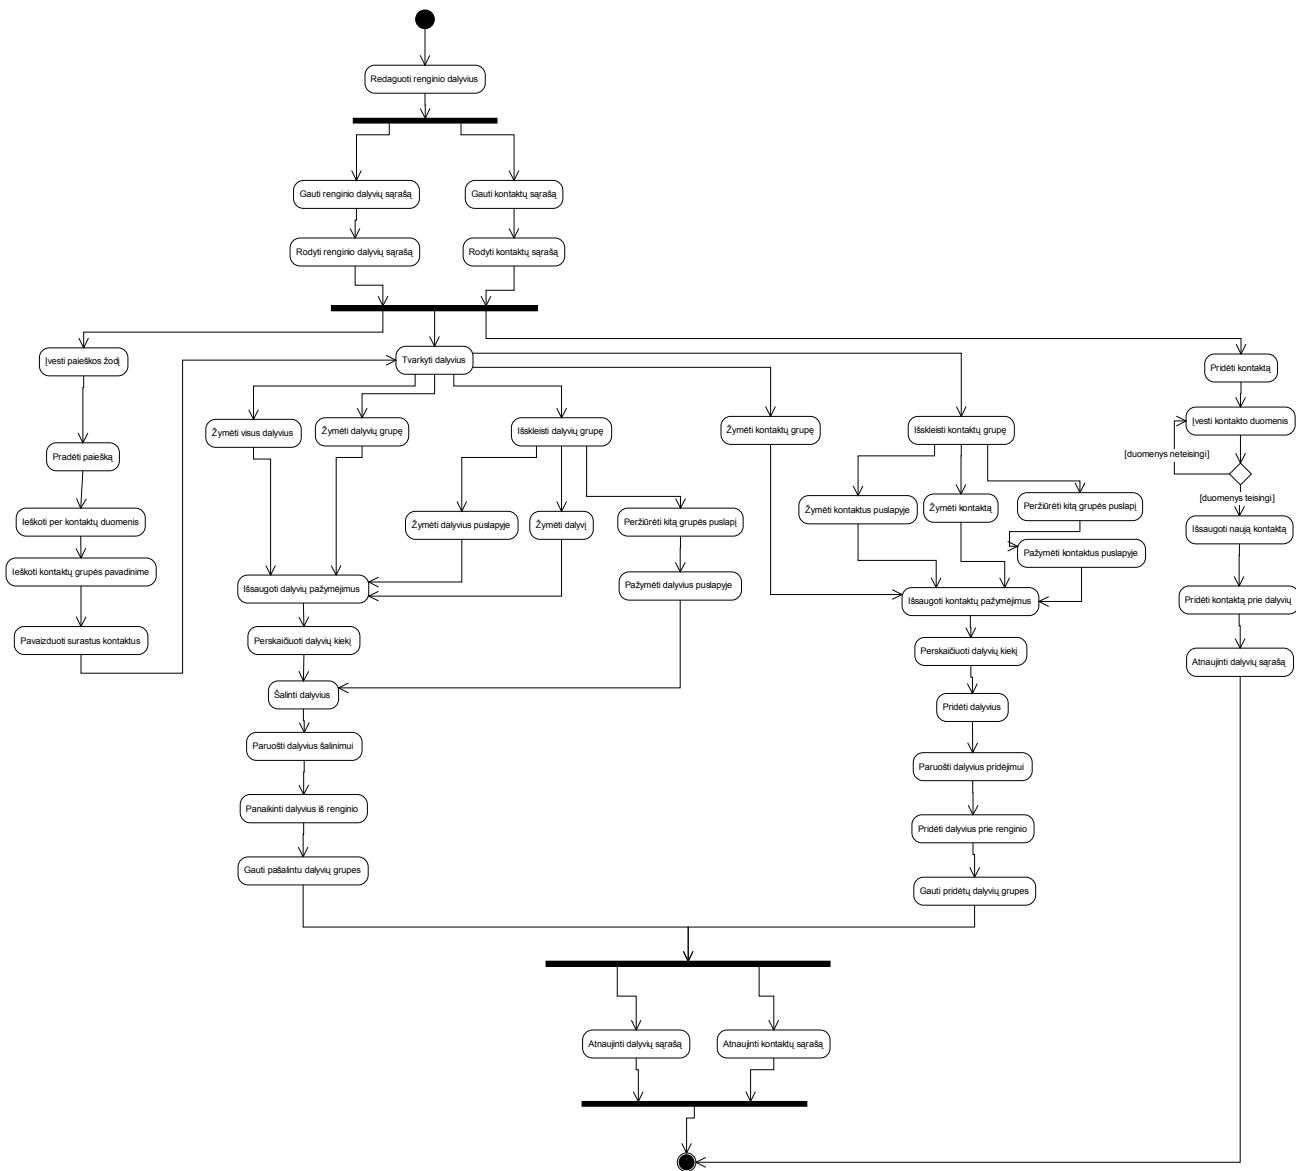 Redaguoti renginio dalyvius
Gauti renginio dalyvių sąrašą
Gauti kontaktų sąrašą
Rodyti renginio dalyvių sąrašą
Rodyti kontaktų sąrašą
Įvesti paieškos žodį
Tvarkyti dalyvius
Pridėti kontaktą
Žymėti visus dalyvius
Žymėti dalyvių grupę
Išskleisti dalyvių grupę
Žymėti kontaktų grupę
Išskleisti kontaktų grupę
Įvesti kontakto duomenis
Pradėti paiešką
[duomenys neteisingi]
[duomenys teisingi]
Ieškoti per kontaktų duomenis
Žymėti dalyvius puslapyje
Žymėti dalyvį
Peržiūrėti kitą grupės puslapį
Žymėti kontaktus puslapyje
Žymėti kontaktą
Peržiūrėti kitą grupės puslapį
Išsaugoti naują kontaktą
Ieškoti kontaktų grupės pavadinime
Pažymėti kontaktus puslapyje
Išsaugoti dalyvių pažymėjimus
Pažymėti dalyvius puslapyje
Išsaugoti kontaktų pažymėjimus
Pridėti kontaktą prie dalyvių
Pavaizduoti surastus kontaktus
Perskaičiuoti dalyvių kiekį
Perskaičiuoti dalyvių kiekį
Atnaujinti dalyvių sąrašą
Šalinti dalyvius
Pridėti dalyvius
Paruošti dalyvius šalinimui
Paruošti dalyvius pridėjimui
Panaikinti dalyvius iš renginio
Pridėti dalyvius prie renginio
Gauti pašalintu dalyvių grupes
Gauti pridėtų dalyvių grupes
Atnaujinti dalyvių sąrašą
Atnaujinti kontaktų sąrašą